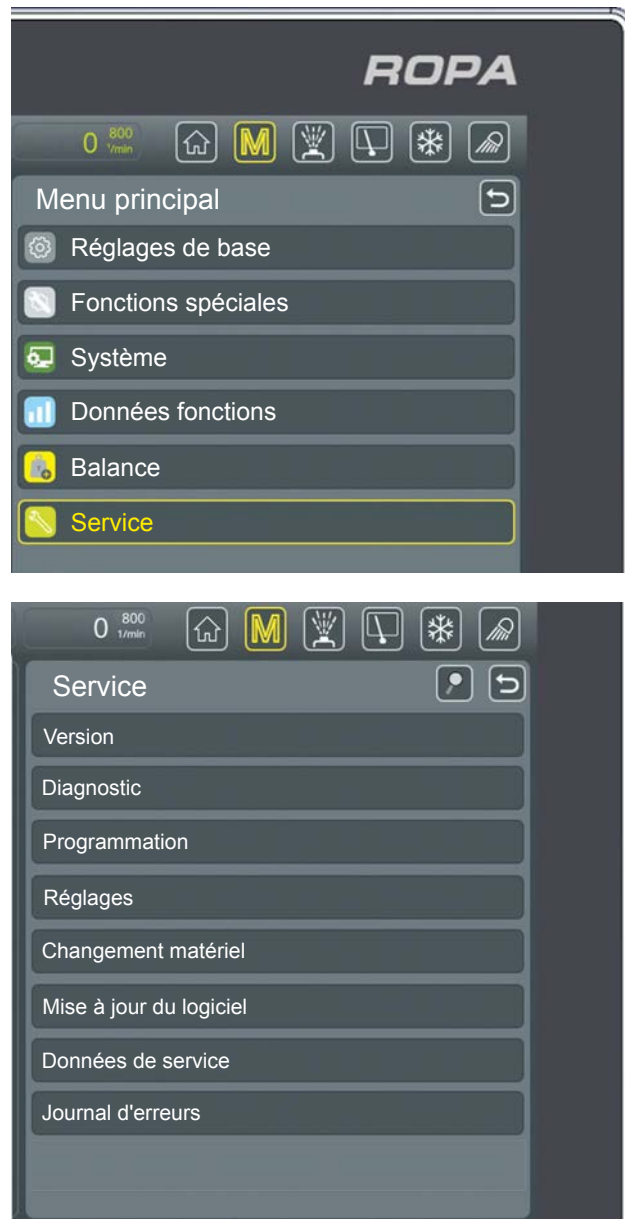 ROPA
0 800 1/min M
Menu principal
Réglages de base
Fonctions spéciales
Système
Données fonctions
Balance
Service
0 800 1/min M
Service
Version
Diagnostic
Programmation
Réglages
Changement matériel
Mise à jour du logiciel
Données de service
Journal d'erreurs